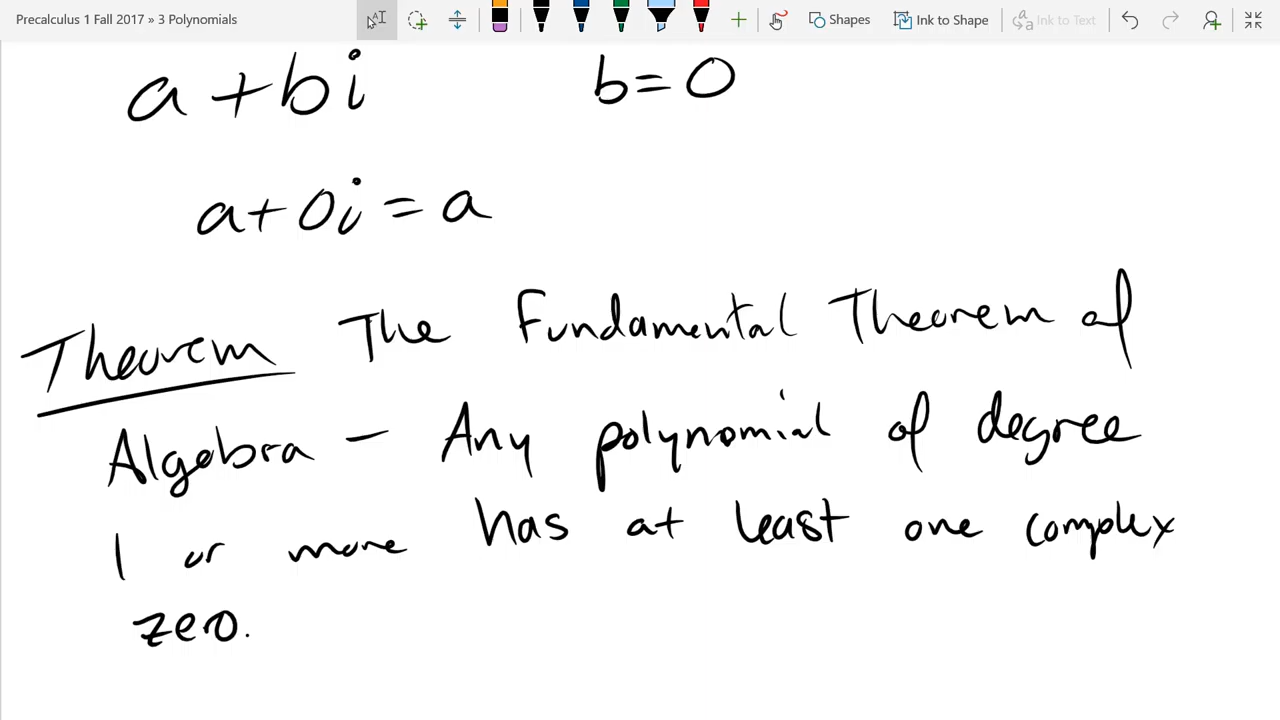 Precalculus 1 Fall 2017 » 3 Polynomials
Shapes
Ink to Shape
Ink to Text
a + bi b = 0
a + 0i = a
Theorem The Fundamental Theorem of
Algebra – Any polynomial of degree
1 or more has at least one complex
zero.